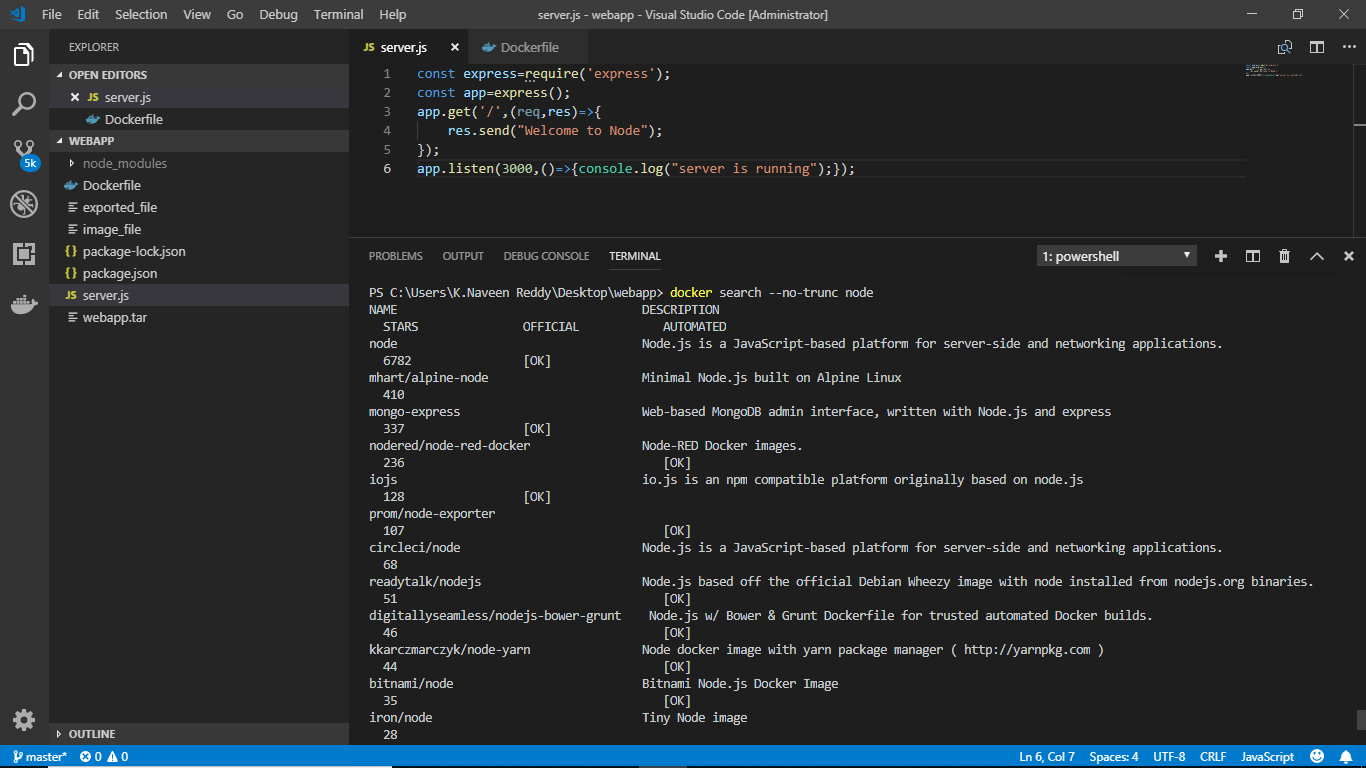 File Edit Selection View Go Debug Terminal Help server.js - webapp - Visual Studio Code [Administrator]
EXPLORER
OPEN EDITORS
JS server.js
Dockerfile
WEBAPP
node_modules
Dockerfile
exported_file
image_file
{} package-lock.json
{} package.json
JS server.js
webapp.tar
OUTLINE
5k
JS server.js Dockerfile
1 const express=require('express');
2 const app=express();
3 app.get('/',(req,res)=>{
4 res.send("Welcome to Node");
5 });
6 app.listen(3000,()=>{console.log("server is running");});
PROBLEMS OUTPUT DEBUG CONSOLE TERMINAL 1: powershell
PS C:\Users\K.Naveen Reddy\Desktop\webapp> docker search --no-trunc node
NAME DESCRIPTION
STARS OFFICIAL AUTOMATED
node Node.js is a JavaScript-based platform for server-side and networking applications.
6782 [OK]
mhart/alpine-node Minimal Node.js built on Alpine Linux
410
mongo-express Web-based MongoDB admin interface, written with Node.js and express
337 [OK]
nodered/node-red-docker Node-RED Docker images.
236 [OK]
iojs io.js is an npm compatible platform originally based on node.js
128 [OK]
prom/node-exporter
107 [OK]
circleci/node Node.js is a JavaScript-based platform for server-side and networking applications.
68
readytalk/nodejs Node.js based off the official Debian Wheezy image with node installed from nodejs.org binaries.
51 [OK]
digitallyseamless/nodejs-bower-grunt Node.js w/ Bower & Grunt Dockerfile for trusted automated Docker builds.
46 [OK]
kkarczmarczyk/node-yarn Node docker image with yarn package manager ( http://yarnpkg.com )
44 [OK]
bitnami/node Bitnami Node.js Docker Image
35 [OK]
iron/node Tiny Node image
28
master* 0 0 Ln 6, Col 7 Spaces: 4 UTF-8 CRLF JavaScript